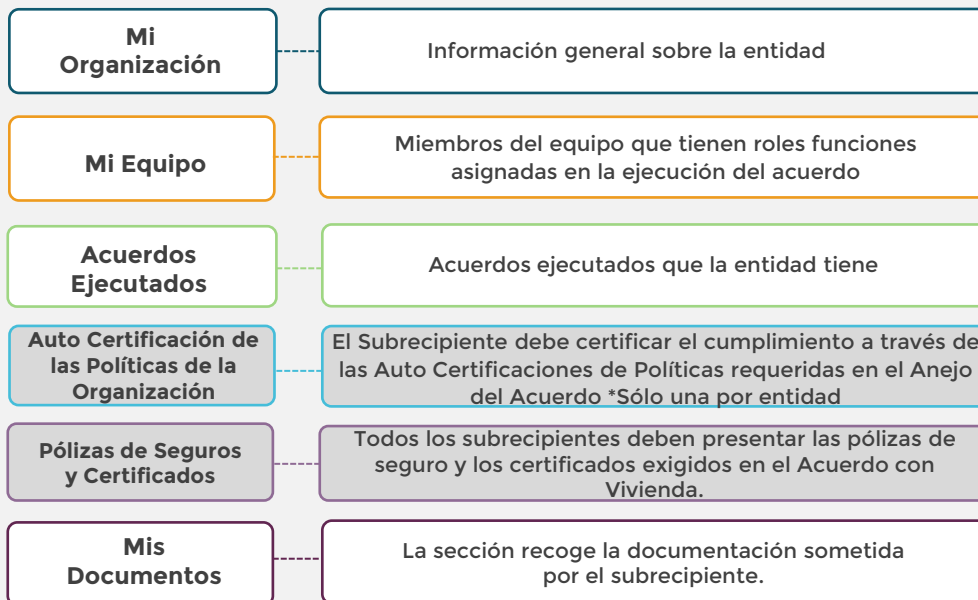 Mi
Organización
Información general sobre la entidad
Mi Equipo
Miembros del equipo que tienen roles funciones
asignadas en la ejecución del acuerdo
Acuerdos
Ejecutados
Acuerdos ejecutados que la entidad tiene
Auto Certificación de
las Políticas de la
Organización
El Subrecipiente debe certificar el cumplimiento a través de
las Auto Certificaciones de Políticas requeridas en el Anejo
del Acuerdo *Sólo una por entidad
Pólizas de Seguros
y Certificados
Todos los subrecipientes deben presentar las pólizas de
seguro y los certificados exigidos en el Acuerdo con
Vivienda.
Mis
Documentos
La sección recoge la documentación sometida
por el subrecipiente.